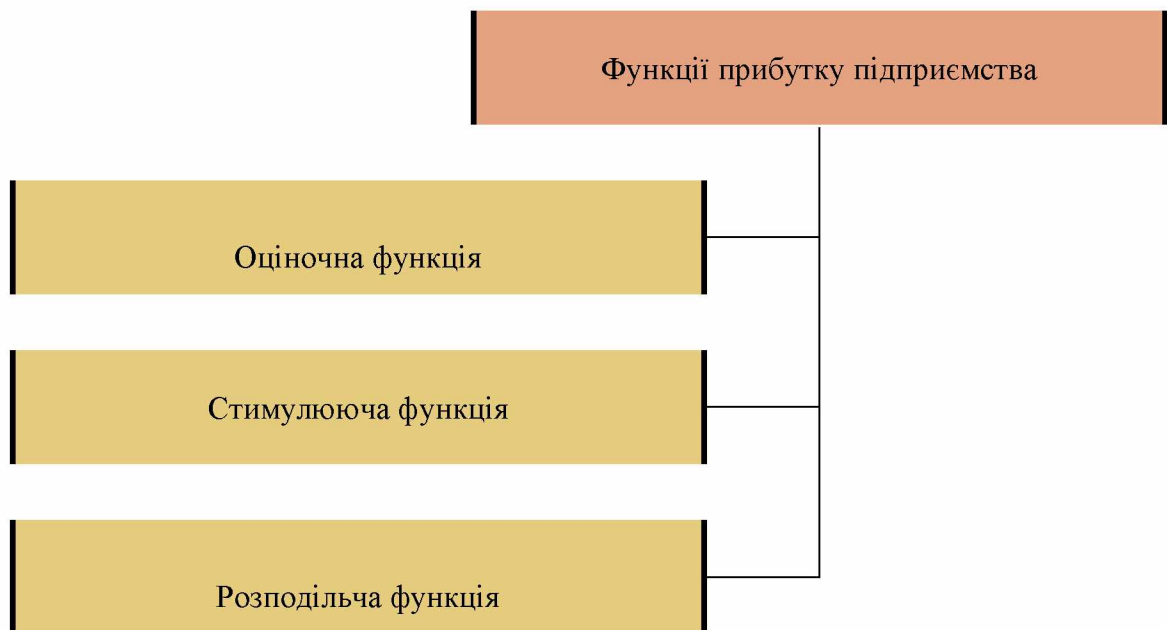 Функції прибутку підприємства
Оціночна функція
Стимулююча функція
Розподільча функція